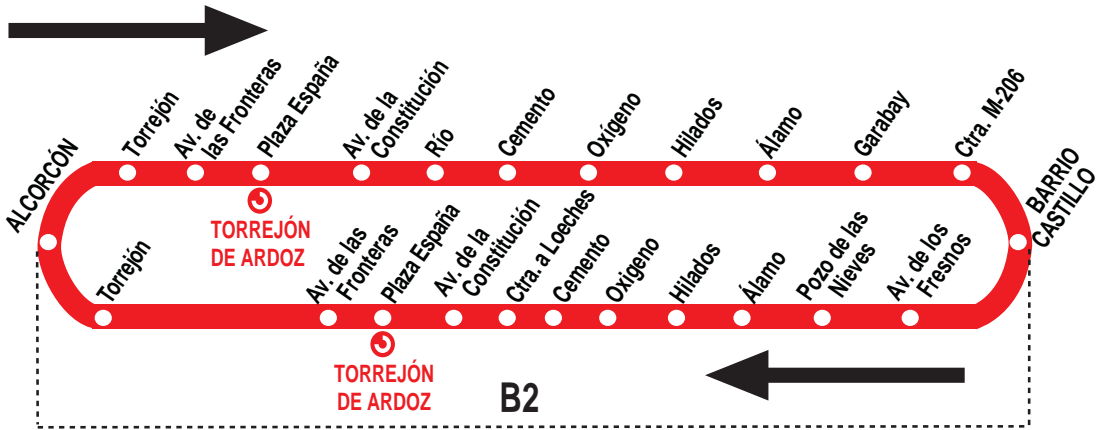 ALCORCÓN
Torrejón
Av. de
las Fronteras
Plaza España
Av. de la
Constitución
Río
Cemento
Oxígeno
Hilados
Álamo
Garabay
Ctra. M-206
BARRIO
CASTILLO
TORREJÓN
DE ARDOZ
Torrejón
Av. de las
Fronteras
Plaza España
Av. de la
Constitución
Ctra. a Loeches
Cemento
Oxigeno
Hilados
Álamo
Pozo de las
Nieves
Av. de los
Fresnos
TORREJÓN
DE ARDOZ
B2